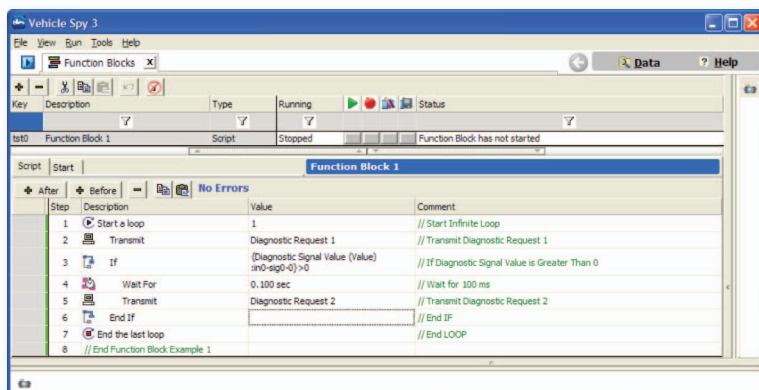 Vehicle Spy 3
File View Run Tools Help
Function Blocks X
Data
? Help
Key Description Type Running Status
tst0 Function Block 1 Script Stopped Function Block has not started
Script Start Function Block 1
After Before No Errors
Step Description Value Comment
1 Start a loop 1 // Start Infinite Loop
2 Transmit Diagnostic Request 1 // Transmit Diagnostic Request 1
3 If {Diagnostic Signal Value (Value) :in0-sig0-0}>0 // If Diagnostic Signal Value is Greater Than 0
4 Wait For 0.100 sec // Wait for 100 ms
5 Transmit Diagnostic Request 2 // Transmit Diagnostic Request 2
6 End If // End IF
7 End the last loop // End LOOP
8 // End Function Block Example 1